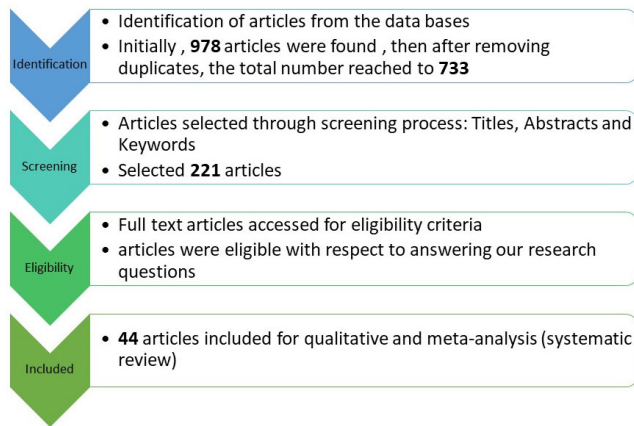 Identification
• Identification of articles from the data bases
• Initially , 978 articles were found , then after removing
duplicates, the total number reached to 733
Screening
• Articles selected through screening process: Titles, Abstracts and
Keywords
• Selected 221 articles
Eligibility
• Full text articles accessed for eligibility criteria
• articles were eligible with respect to answering our research
questions
Included
• 44 articles included for qualitative and meta-analysis (systematic
review)